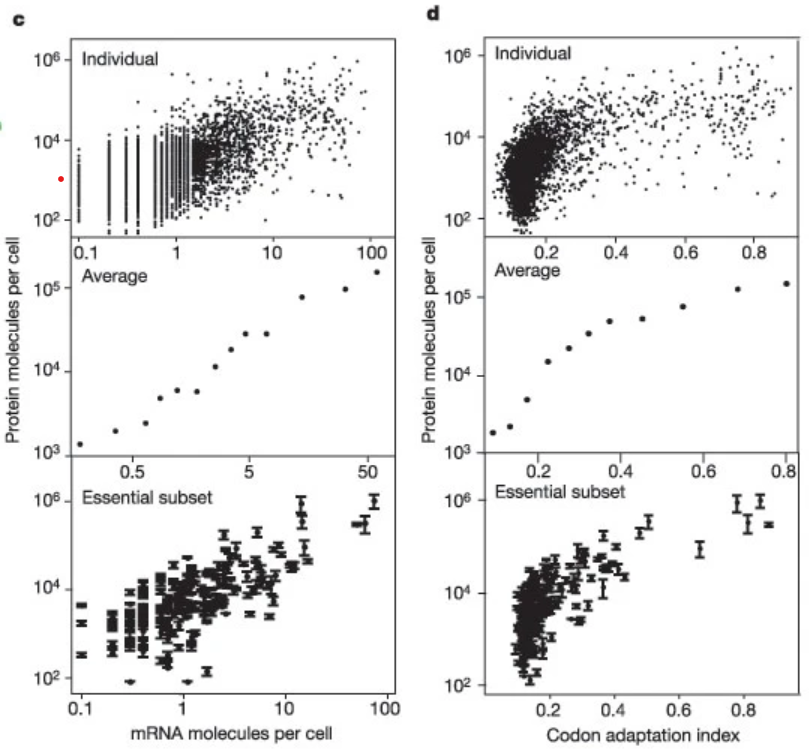 c
Individual
10⁶
10⁴
10²
0.1 1 10 100
Average
10⁵
10⁴
10³
0.5 5 50
Essential subset
10⁶
10⁴
10²
0.1 1 10 100
mRNA molecules per cell
Protein molecules per cell
d
Individual
10⁶
10⁴
10²
0.2 0.4 0.6 0.8
Average
10⁵
10⁴
10³
0.2 0.4 0.6 0.8
Essential subset
10⁶
10⁴
10²
0.2 0.4 0.6 0.8
Codon adaptation index
Protein molecules per cell